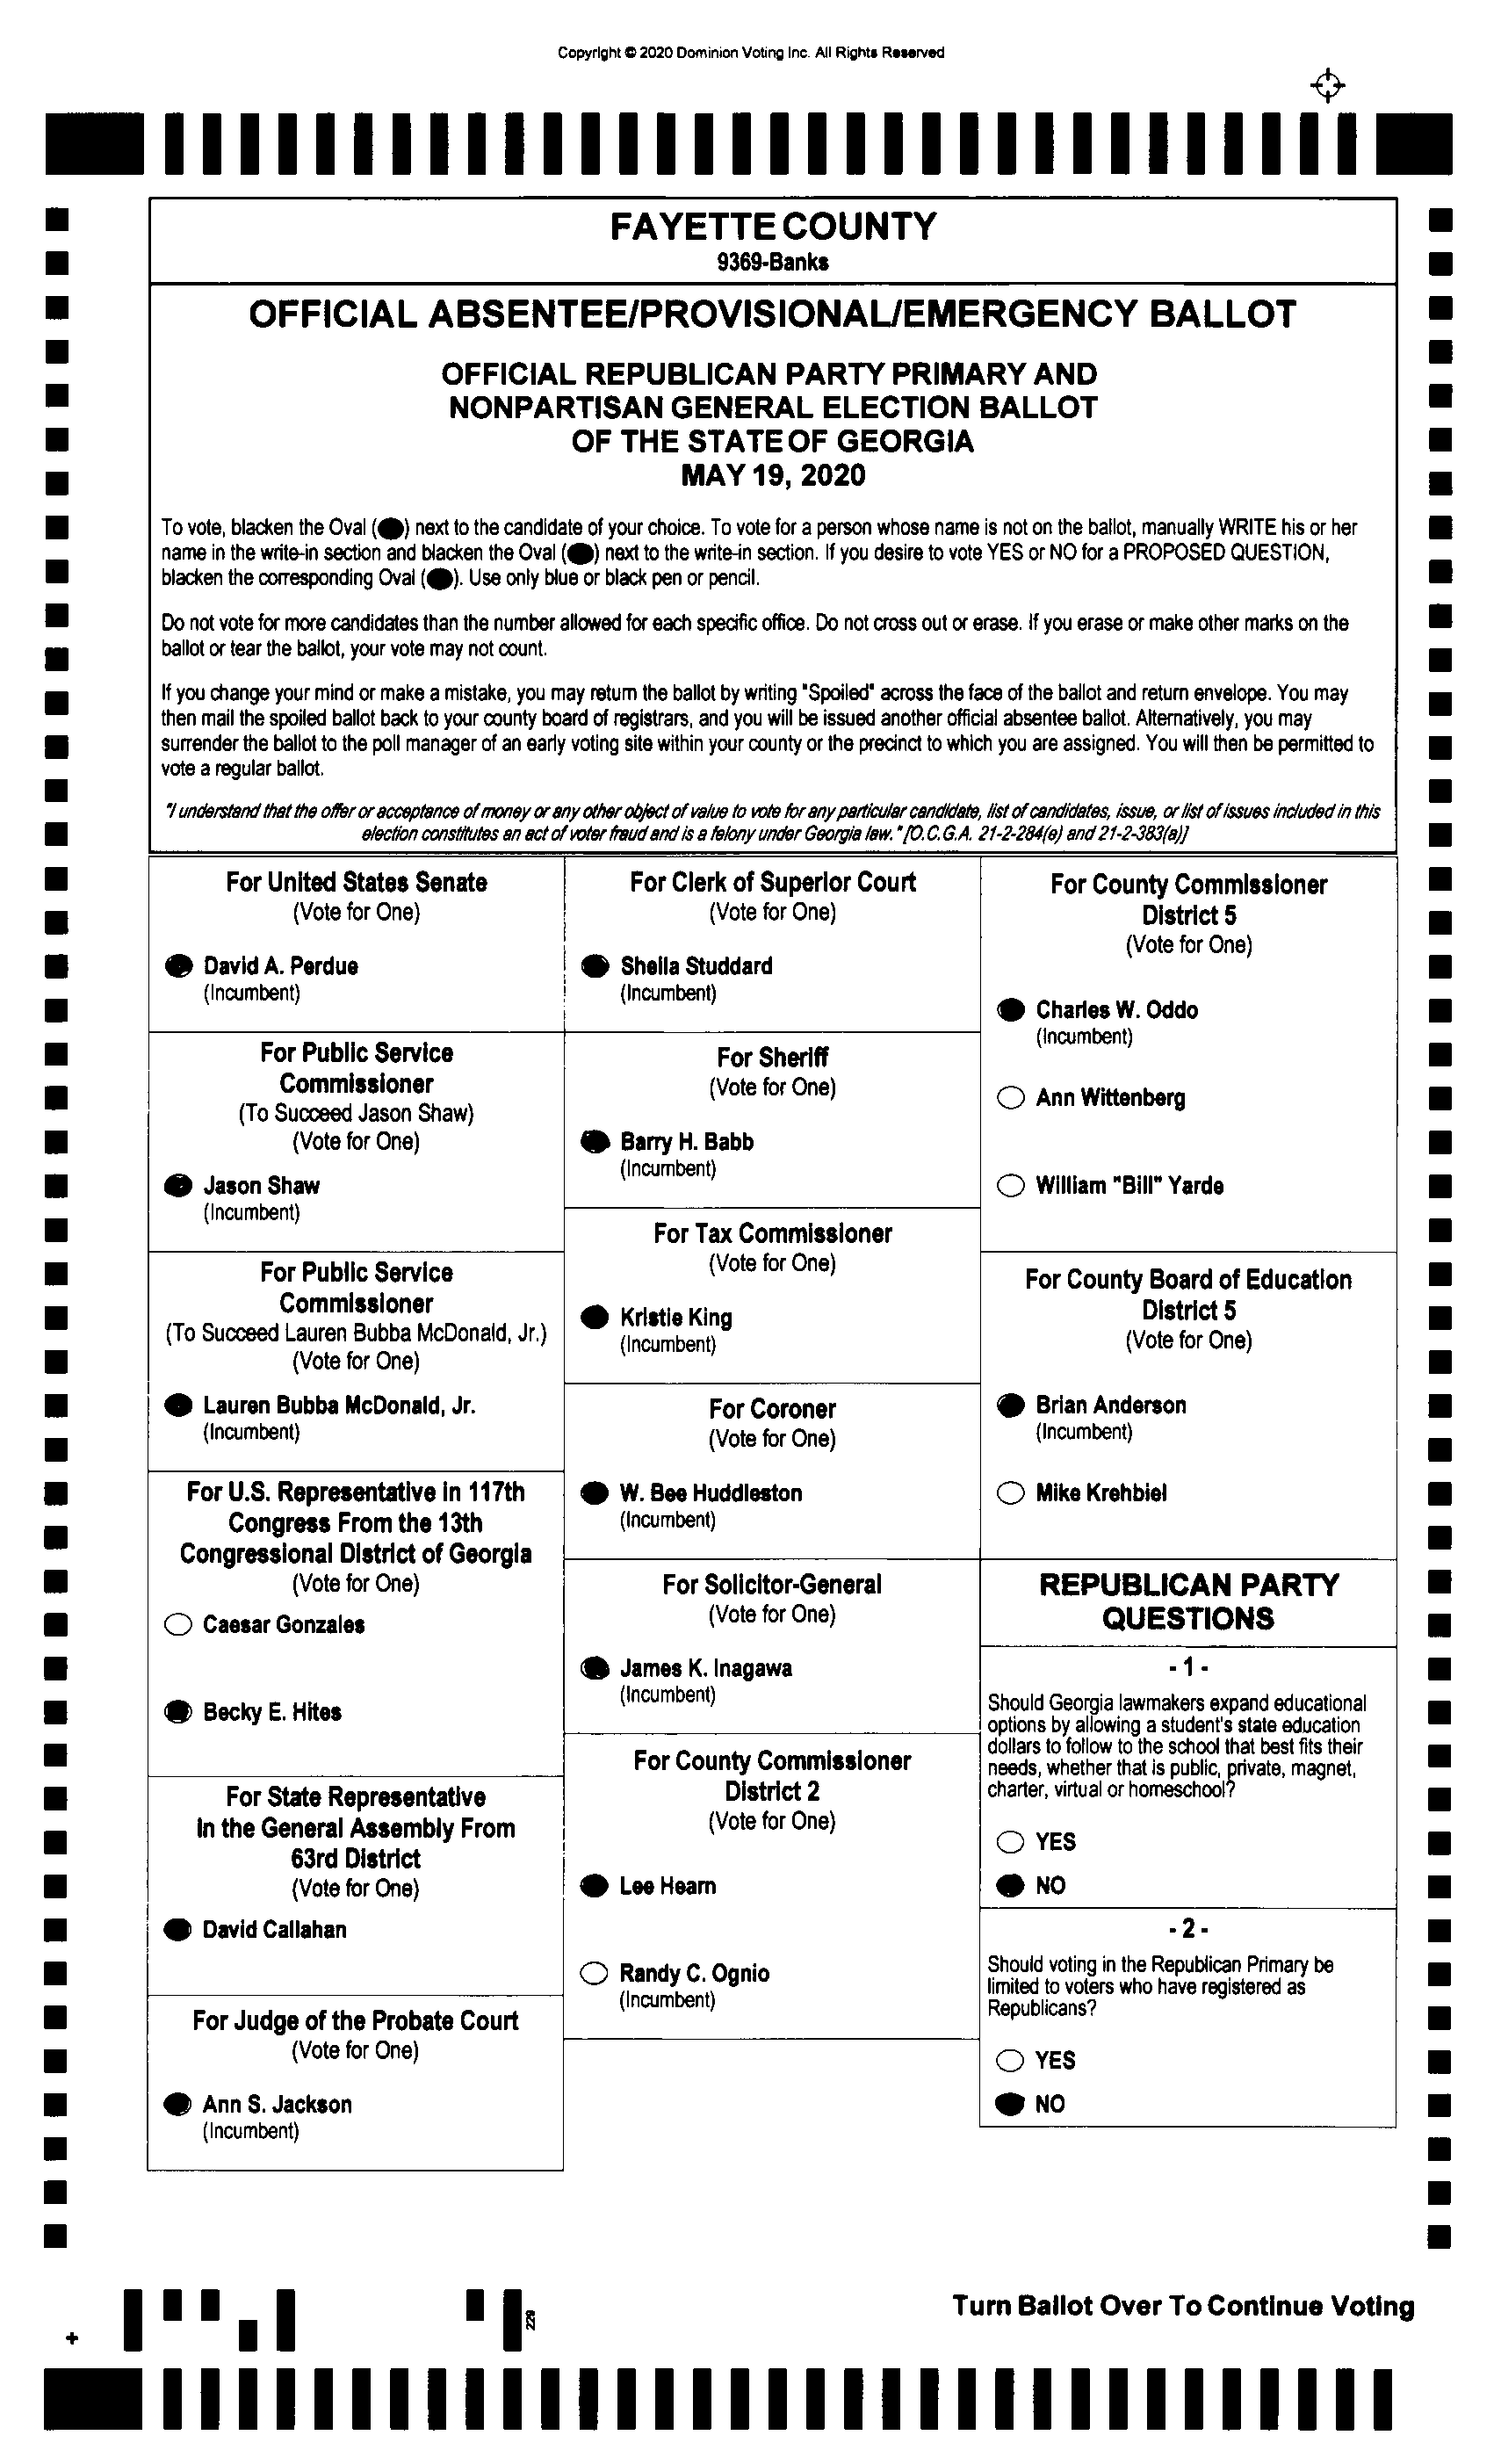 Copyright © 2020 Dominion Voting Inc. All Rights Reserved
FAYETTE COUNTY
9369-Banks
OFFICIAL ABSENTEE/PROVISIONAL/EMERGENCY BALLOT
OFFICIAL REPUBLICAN PARTY PRIMARY AND
NONPARTISAN GENERAL ELECTION BALLOT
OF THE STATE OF GEORGIA
MAY 19, 2020
To vote, blacken the Oval (●) next to the candidate of your choice. To vote for a person whose name is not on the ballot, manually WRITE his or her
name in the write-in section and blacken the Oval (●) next to the write-in section. If you desire to vote YES or NO for a PROPOSED QUESTION,
blacken the corresponding Oval (●). Use only blue or black pen or pencil.
Do not vote for more candidates than the number allowed for each specific office. Do not cross out or erase. If you erase or make other marks on the
ballot or tear the ballot, your vote may not count.
If you change your mind or make a mistake, you may return the ballot by writing "Spoiled" across the face of the ballot and return envelope. You may
then mail the spoiled ballot back to your county board of registrars, and you will be issued another official absentee ballot. Alternatively, you may
surrender the ballot to the poll manager of an early voting site within your county or the precinct to which you are assigned. You will then be permitted to
vote a regular ballot.
"I understand that the offer or acceptance of money or any other object of value to vote for any particular candidate, list of candidates, issue, or list of issues included in this
election constitutes an act of voter fraud and is a felony under Georgia law." [O.C.G.A. 21-2-284(e) and 21-2-383(a)]
For United States Senate
(Vote for One)
David A. Perdue
(Incumbent)
For Public Service
Commissioner
(To Succeed Jason Shaw)
(Vote for One)
Jason Shaw
(Incumbent)
For Public Service
Commissioner
(To Succeed Lauren Bubba McDonald, Jr.)
(Vote for One)
Lauren Bubba McDonald, Jr.
(Incumbent)
For U.S. Representative in 117th
Congress From the 13th
Congressional District of Georgia
(Vote for One)
Caesar Gonzales
Becky E. Hites
For State Representative
In the General Assembly From
63rd District
(Vote for One)
David Callahan
For Judge of the Probate Court
(Vote for One)
Ann S. Jackson
(Incumbent)
For Clerk of Superior Court
(Vote for One)
Sheila Studdard
(Incumbent)
For Sheriff
(Vote for One)
Barry H. Babb
(Incumbent)
For Tax Commissioner
(Vote for One)
Kristie King
(Incumbent)
For Coroner
(Vote for One)
W. Bee Huddleston
(Incumbent)
For Solicitor-General
(Vote for One)
James K. Inagawa
(Incumbent)
For County Commissioner
District 2
(Vote for One)
Lee Hearn
Randy C. Ognio
(Incumbent)
For County Commissioner
District 5
(Vote for One)
Charles W. Oddo
(Incumbent)
Ann Wittenberg
William "Bill" Yarde
For County Board of Education
District 5
(Vote for One)
Brian Anderson
(Incumbent)
Mike Krehbiel
REPUBLICAN PARTY
QUESTIONS
- 1 -
Should Georgia lawmakers expand educational
options by allowing a student's state education
dollars to follow to the school that best fits their
needs, whether that is public, private, magnet,
charter, virtual or homeschool?
YES
NO
- 2 -
Should voting in the Republican Primary be
limited to voters who have registered as
Republicans?
YES
NO
Turn Ballot Over To Continue Voting
229